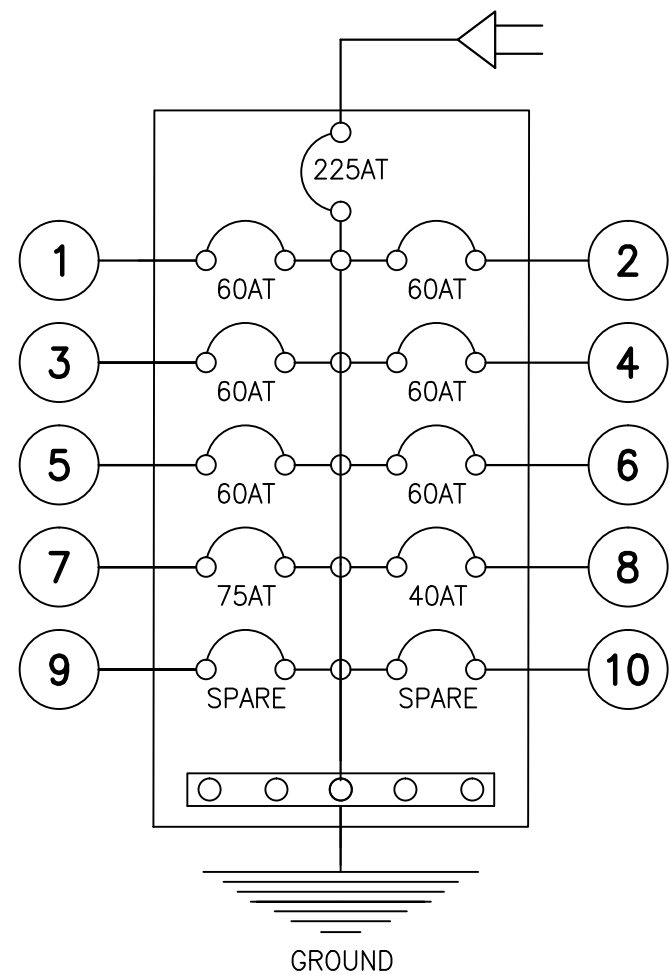 225AT
1 2
60AT 60AT
3 4
60AT 60AT
5 6
60AT 60AT
7 8
75AT 40AT
9 10
SPARE SPARE
GROUND